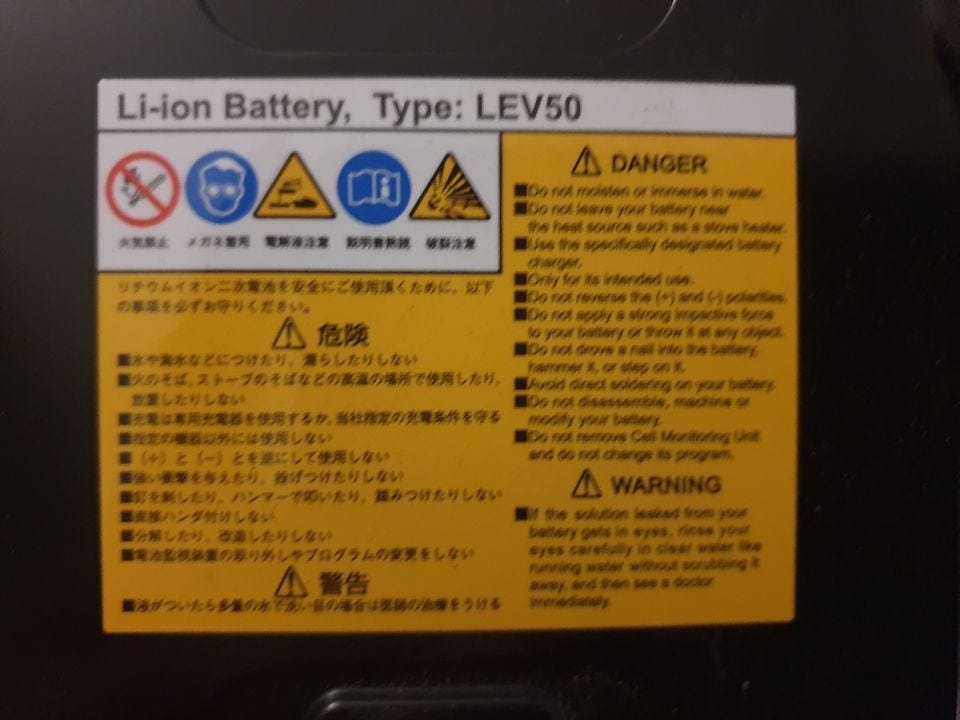 Li-ion Battery, Type: LEV50
火気禁止
メガネ着用
電解液注意
説明書熟読
破裂注意
リチウムイオン二次電池を安全にご使用頂くために、以下
の事項を必ずお守りください。
⚠ 危険
■水や海水などにつけたり、濡らしたりしない
■火のそば、ストーブのそばなどの高温の場所で使用したり、
放置したりしない
■充電は専用充電器を使用するか、当社指定の充電条件を守る
■指定の機器以外には使用しない
■（+）と（−）とを逆にして使用しない
■強い衝撃を与えたり、投げつけたりしない
■釘を刺したり、ハンマーで叩いたり、踏みつけたりしない
■直接ハンダ付けしない
■分解したり、改造したりしない
■電池監視装置の取り外しやプログラムの変更をしない
⚠ 警告
■液がついたら多量の水で洗い目の場合は医師の治療をうける
⚠ DANGER
■Do not moisten or immerse in water.
■Do not leave your battery near
the heat source such as a stove heater.
■Use the specifically designated battery
charger.
■Only for its intended use.
■Do not reverse the (+) and (-) polarities.
■Do not apply a strong impactive force
to your battery or throw it at any object.
■Do not drove a nail into the battery,
hammer it, or step on it.
■Avoid direct soldering on your battery.
■Do not disassemble, machine or
modify your battery.
■Do not remove Cell Monitoring Unit
and do not change its program.
⚠ WARNING
■If the solution leaked from your
battery gets in eyes, rinse your
eyes carefully in clear water like
running water without scrubbing it
away, and then see a doctor
immediately.